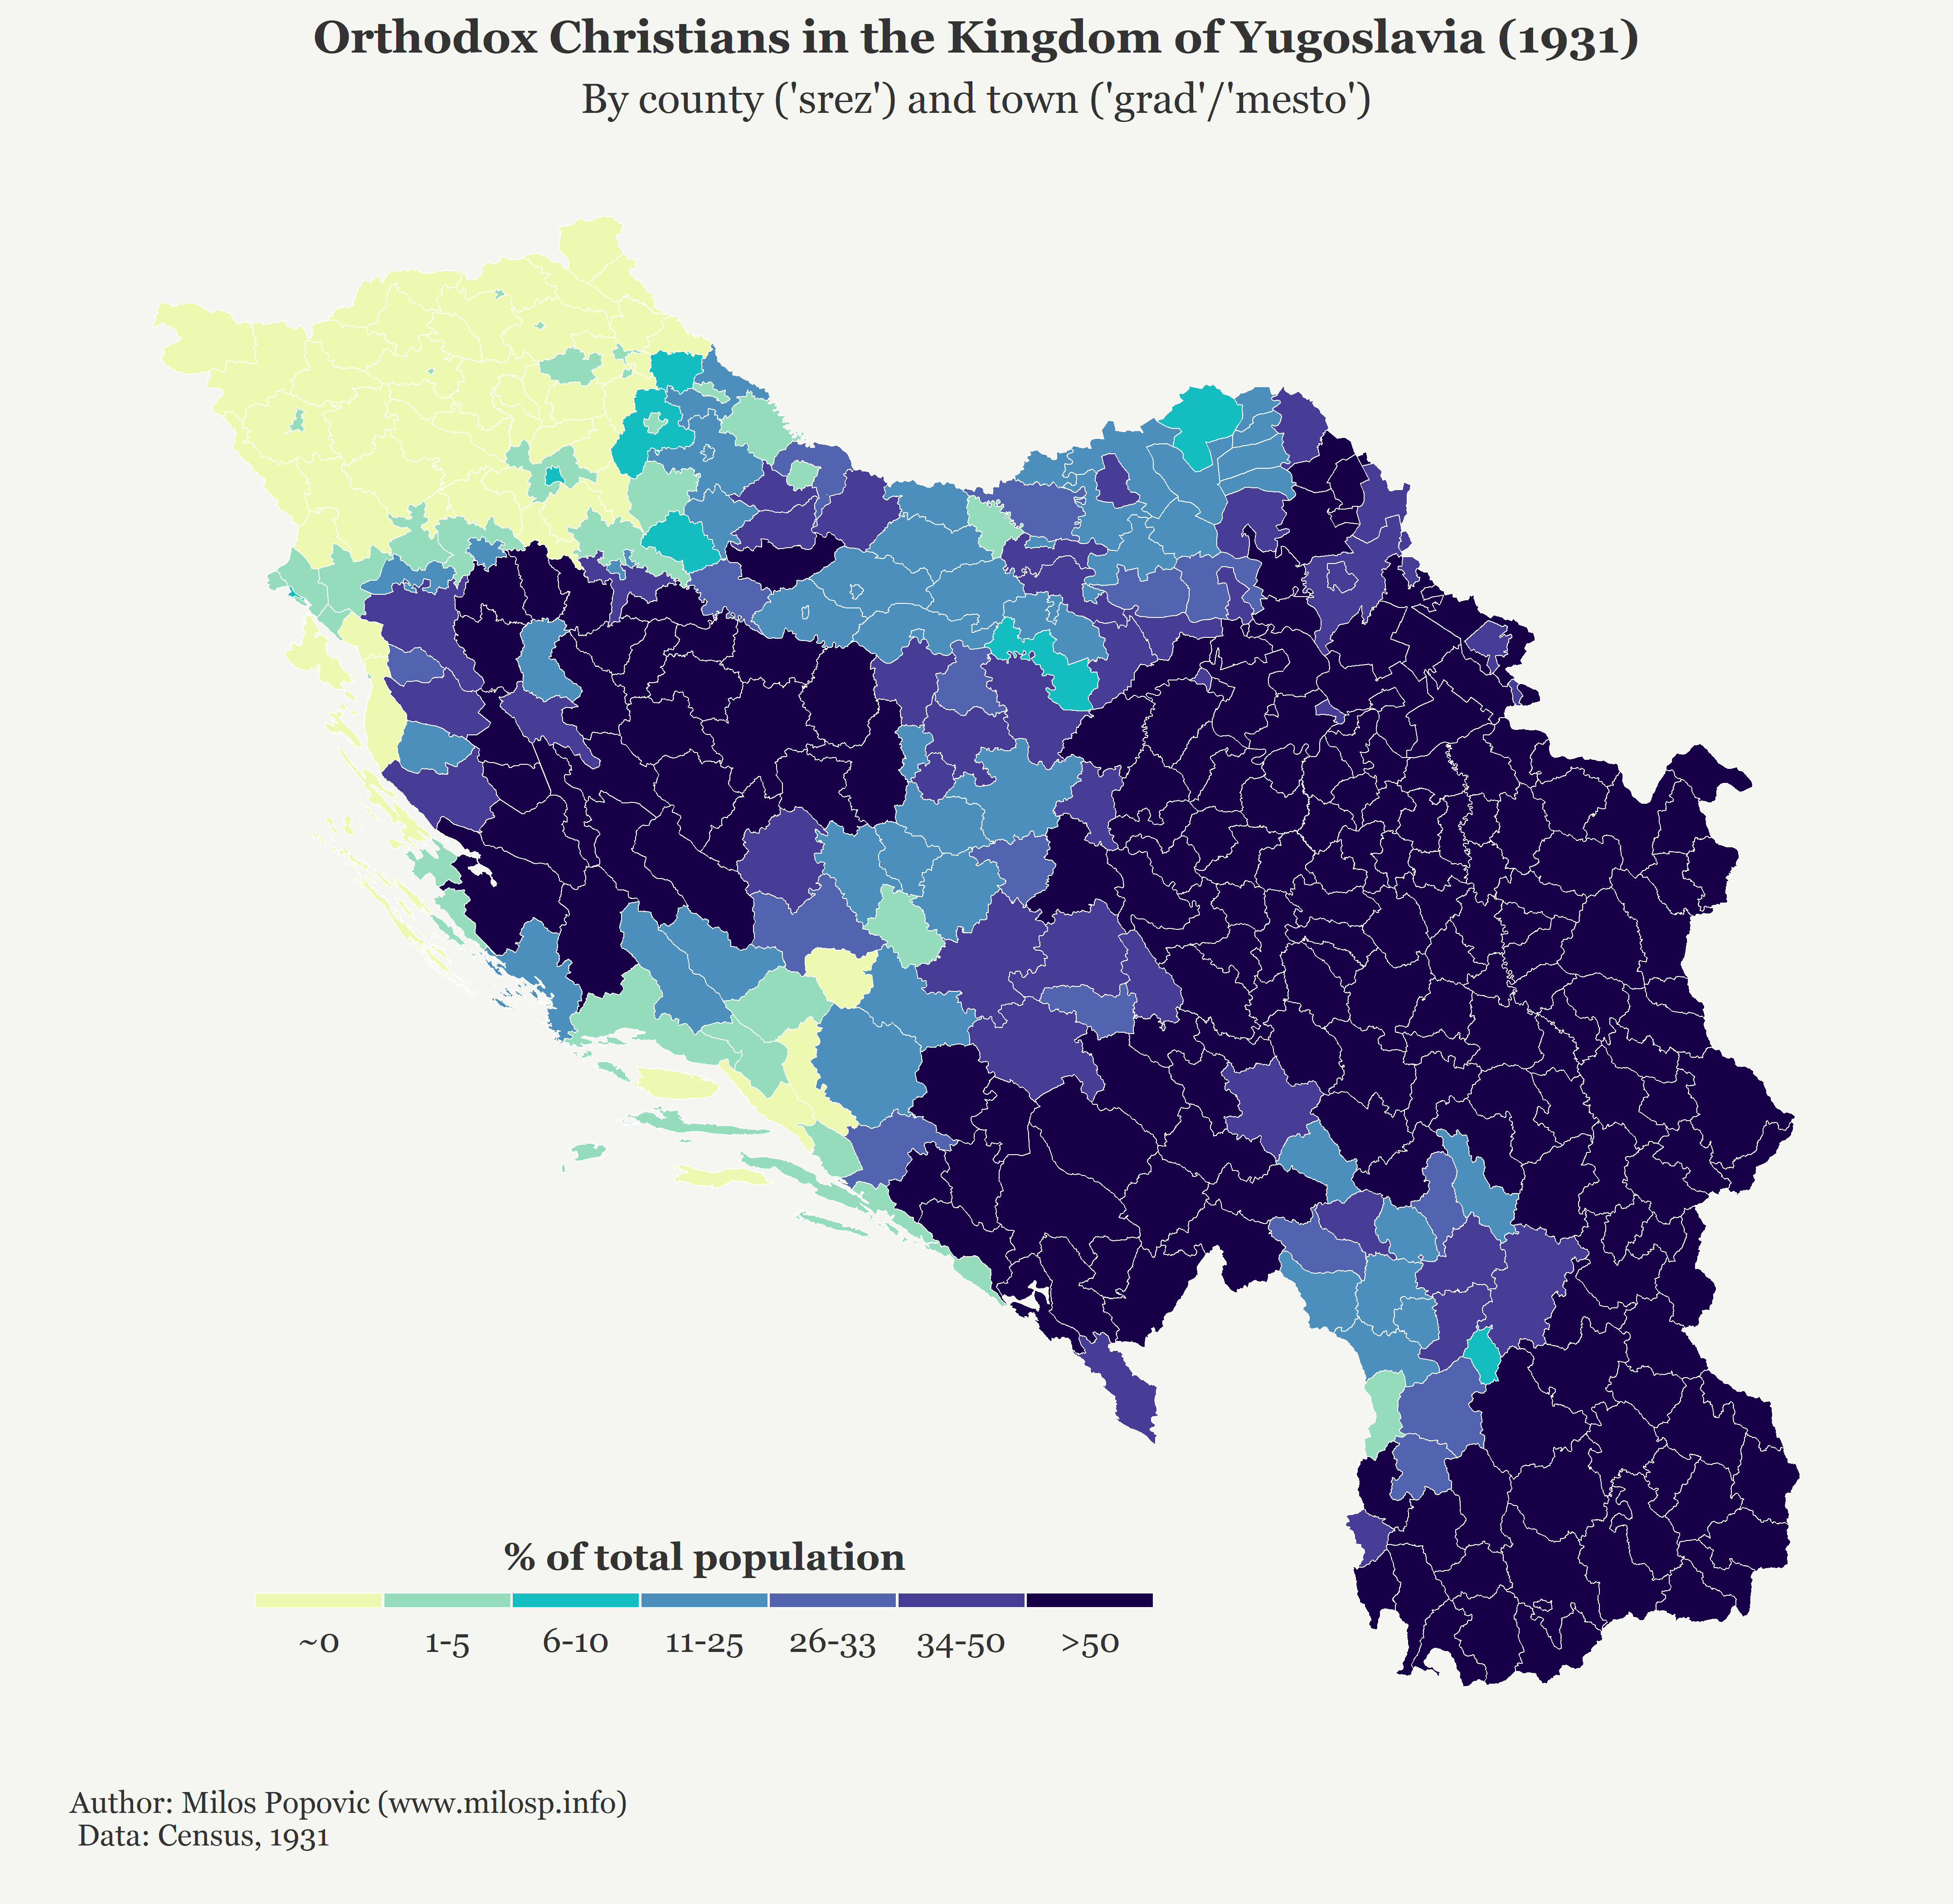 Orthodox Christians in the Kingdom of Yugoslavia (1931)
By county ('srez') and town ('grad'/'mesto')
% of total population
~0 1-5 6-10 11-25 26-33 34-50 >50
Author: Milos Popovic (www.milosp.info)
Data: Census, 1931